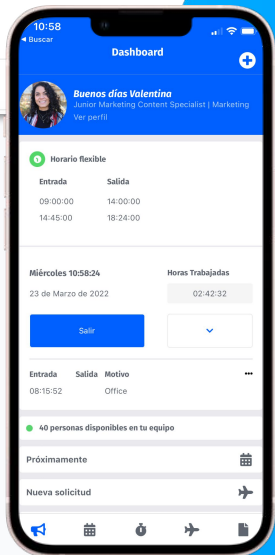 10:58
Buscar
Dashboard
Buenos días Valentina
Junior Marketing Content Specialist | Marketing
Ver perfil
Horario flexible
Entrada Salida
09:00:00 14:00:00
14:45:00 18:24:00
Miércoles 10:58:24 Horas Trabajadas
23 de Marzo de 2022 02:42:32
Salir
Entrada Salida Motivo
08:15:52 Office
40 personas disponibles en tu equipo
Próximamente
Nueva solicitud